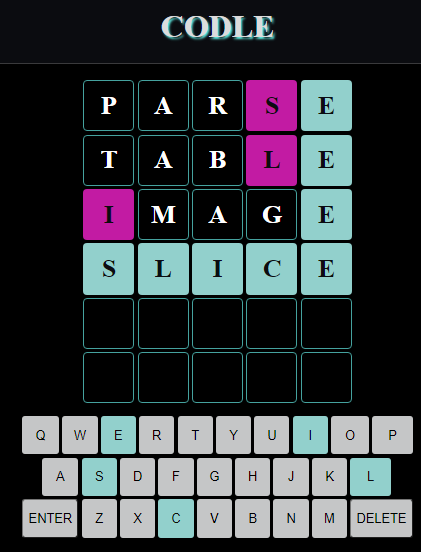 CODLE
P A R S E
T A B L E
I M A G E
S L I C E
Q W E R T Y U I O P
A S D F G H J K L
ENTER Z X C V B N M DELETE